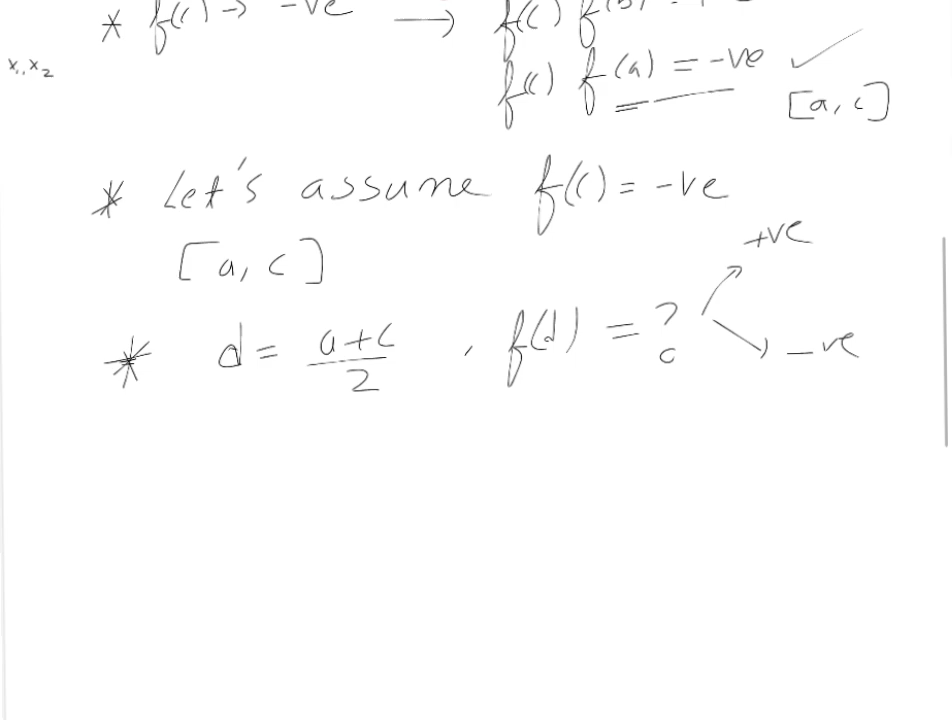 * f(c) → -ve → f(c) f(b)
x₁, x₂
f(c) f(a) = -ve ✓
[a, c]
* Let's assume f(c) = -ve
[a, c]
+ve
* d = a+c/2 , f(d) = ?
-ve